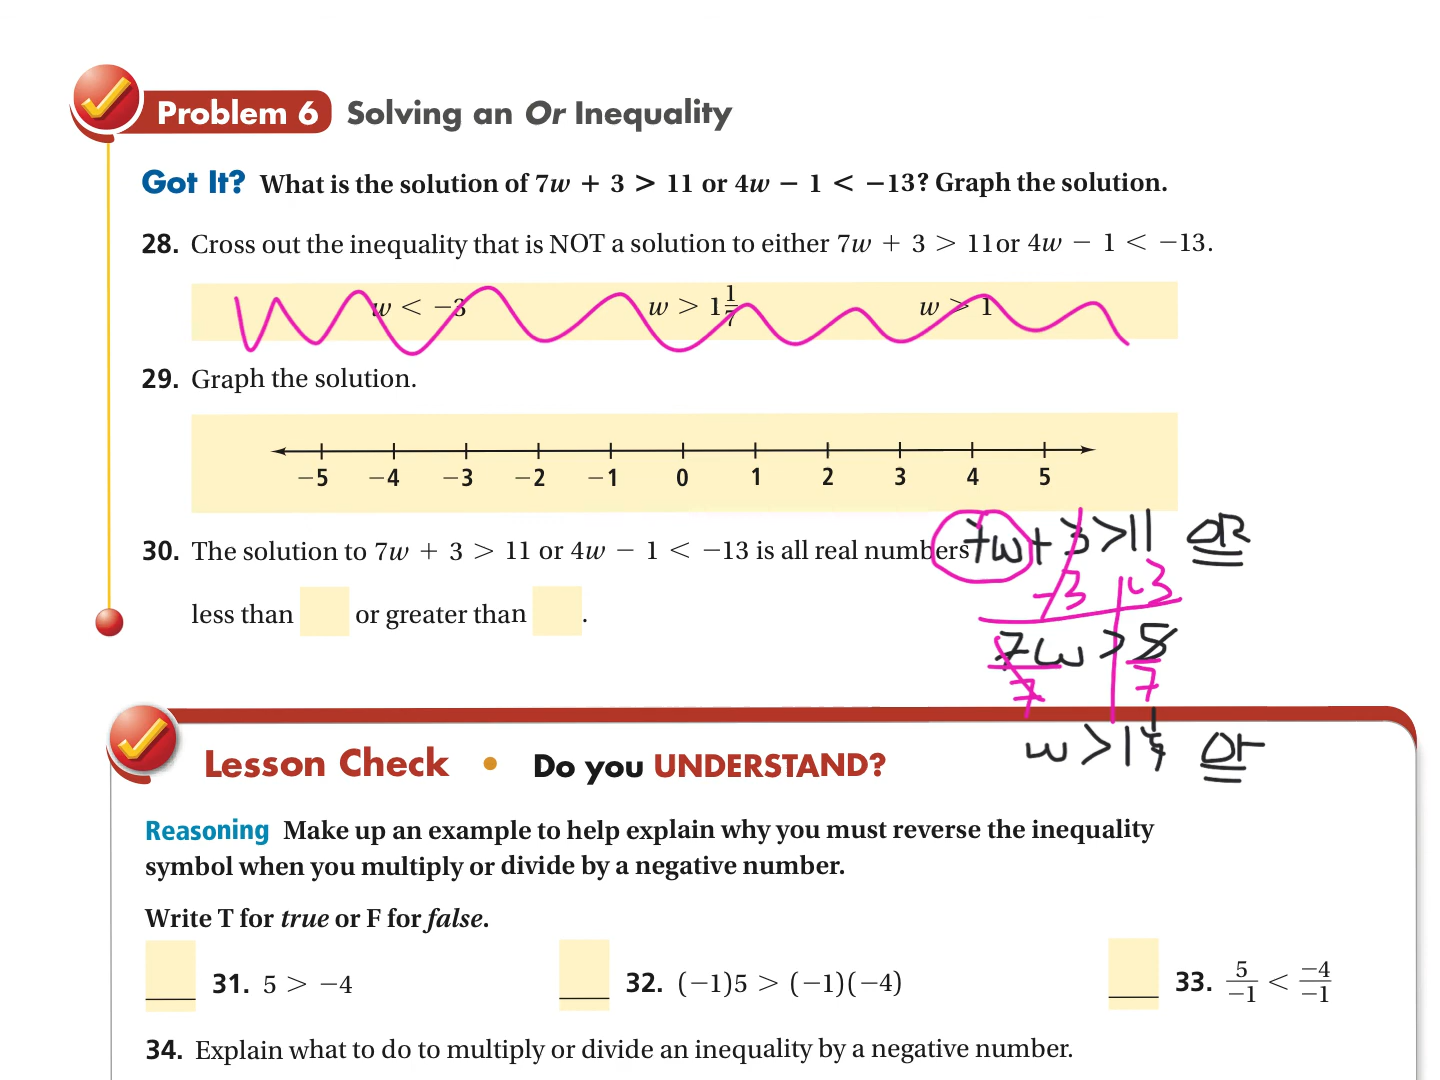 Problem 6 Solving an Or Inequality
Got It? What is the solution of 7w + 3 > 11 or 4w − 1 < −13? Graph the solution.
28. Cross out the inequality that is NOT a solution to either 7w + 3 > 11 or 4w − 1 < −13.
w < −3 w > 1 1/7 w > 1
29. Graph the solution.
−5 −4 −3 −2 −1 0 1 2 3 4 5
30. The solution to 7w + 3 > 11 or 4w − 1 < −13 is all real numbers
less than or greater than .
7w + 3 > 11 OR
−3 −3
7w > 8
7 7
w > 1 1/7 or
Lesson Check • Do you UNDERSTAND?
Reasoning Make up an example to help explain why you must reverse the inequality
symbol when you multiply or divide by a negative number.
Write T for true or F for false.
31. 5 > −4 32. (−1)5 > (−1)(−4) 33. 5/−1 < −4/−1
34. Explain what to do to multiply or divide an inequality by a negative number.